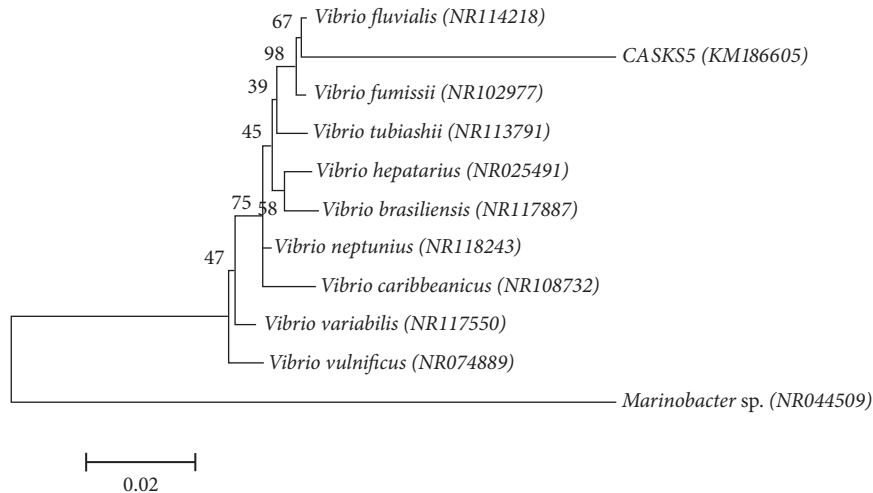 67
Vibrio fluvialis (NR114218)
CASKS5 (KM186605)
98
Vibrio fumissii (NR102977)
39
Vibrio tubiashii (NR113791)
45
Vibrio hepatarius (NR025491)
75
58
Vibrio brasiliensis (NR117887)
Vibrio neptunius (NR118243)
47
Vibrio caribbeanicus (NR108732)
Vibrio variabilis (NR117550)
Vibrio vulnificus (NR074889)
Marinobacter sp. (NR044509)
0.02